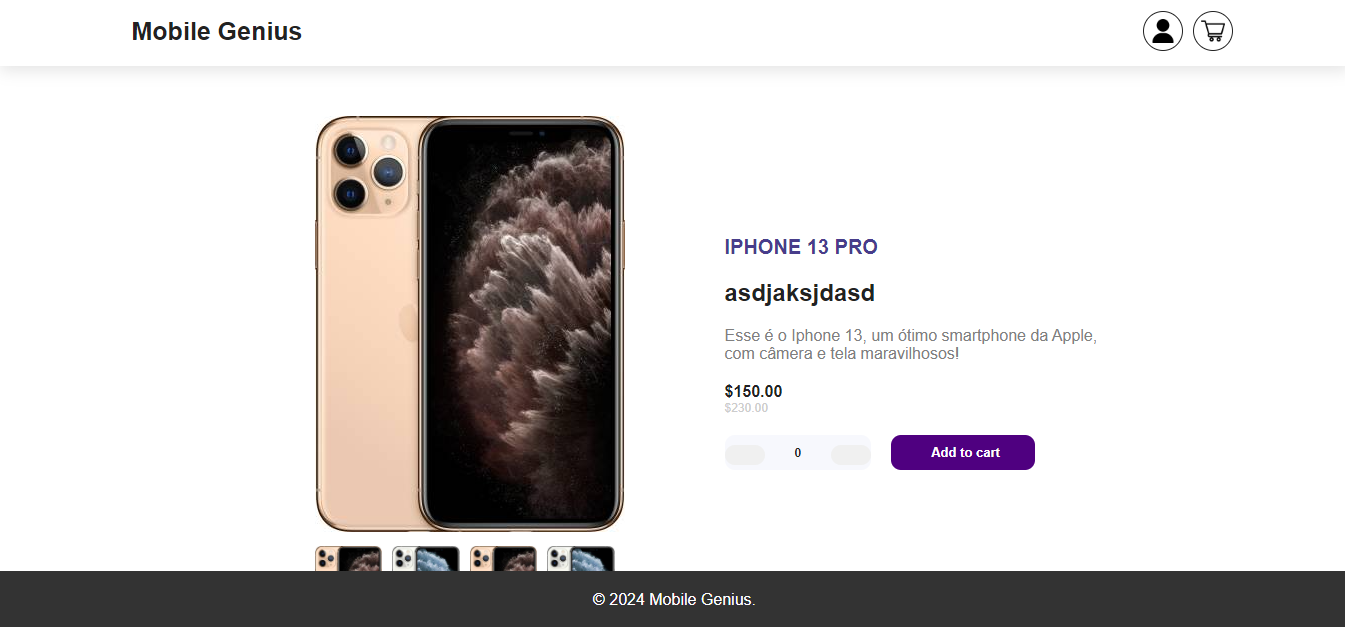 Mobile Genius
IPHONE 13 PRO
asdjaksjdasd
Esse é o Iphone 13, um ótimo smartphone da Apple,
com câmera e tela maravilhosos!
$150.00
$230.00
0
Add to cart
© 2024 Mobile Genius.